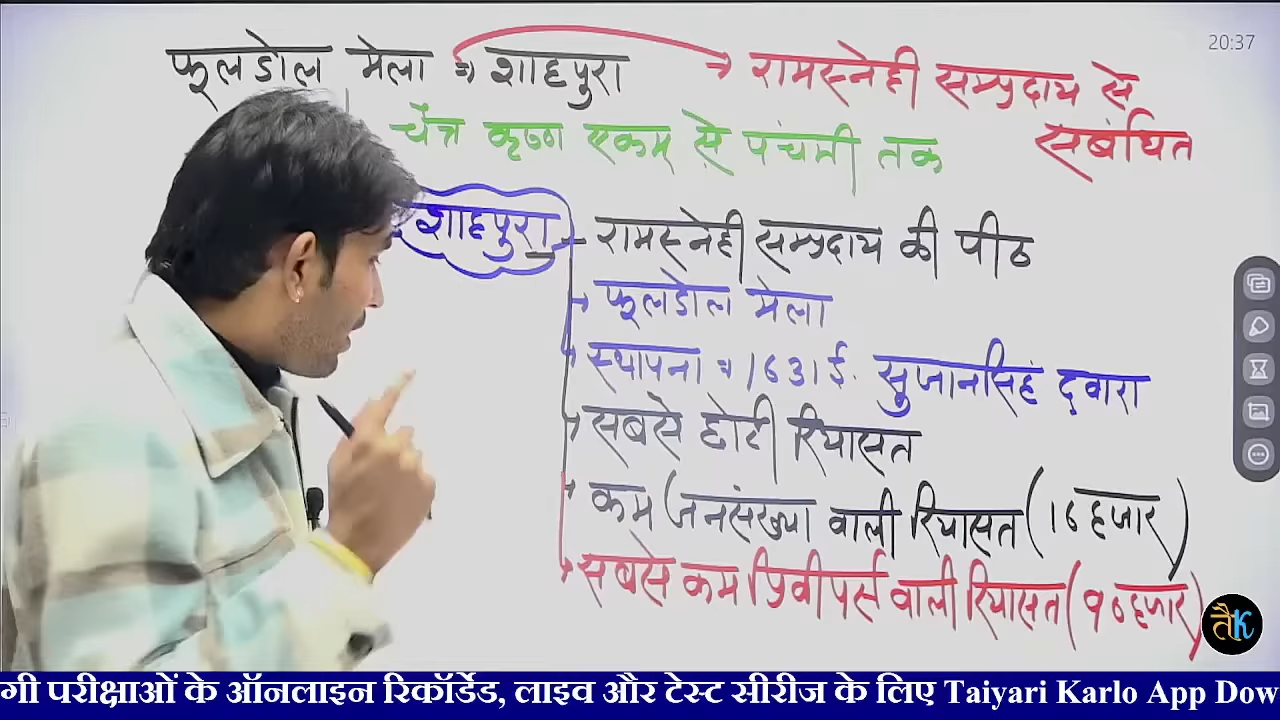 20:37
फूलडोल मेला ⇒ शाहपुरा → रामस्नेही सम्प्रदाय से
सबंधित
चैत्र कृष्ण एकम से पंचमी तक
शाहपुरा
→ रामस्नेही सम्प्रदाय की पीठ
→ फूलडोल मेला
→ स्थापना ⇒ 1631 ई. सुजानसिंह द्वारा
→ सबसे छोटी रियासत
→ कम जनसंख्या वाली रियासत (16 हजार)
→ सबसे कम प्रिवीपर्स वाली रियासत (90 हजार)
तैK
गी परीक्षाओं के ऑनलाइन रिकॉर्डेड, लाइव और टेस्ट सीरीज के लिए Taiyari Karlo App Dow